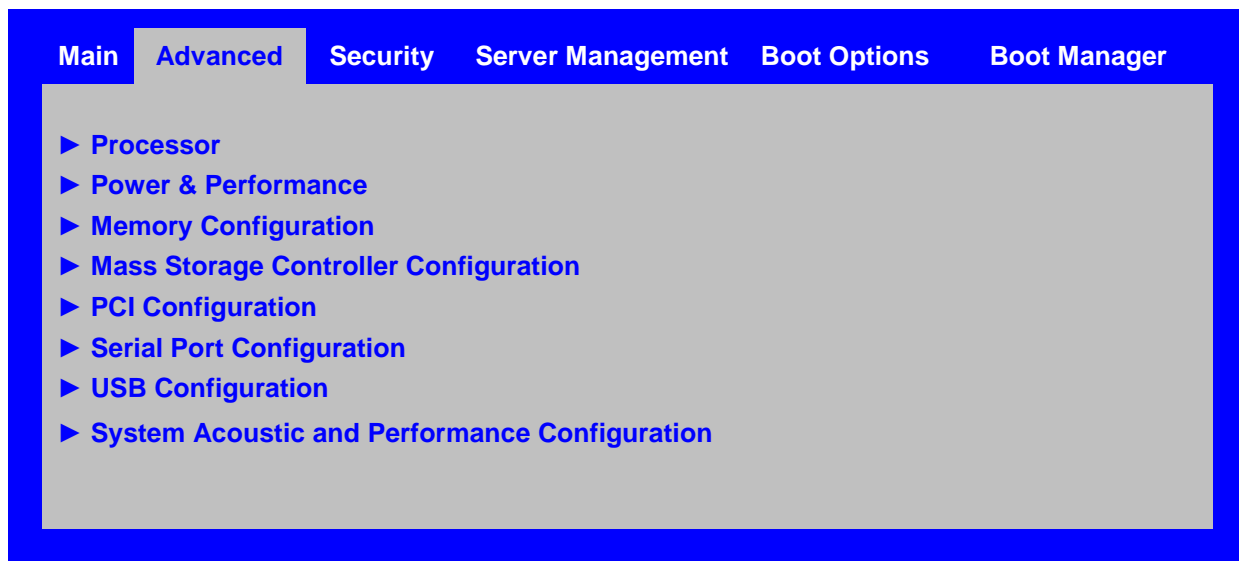 Main Advanced Security Server Management Boot Options Boot Manager
► Processor
► Power & Performance
► Memory Configuration
► Mass Storage Controller Configuration
► PCI Configuration
► Serial Port Configuration
► USB Configuration
► System Acoustic and Performance Configuration